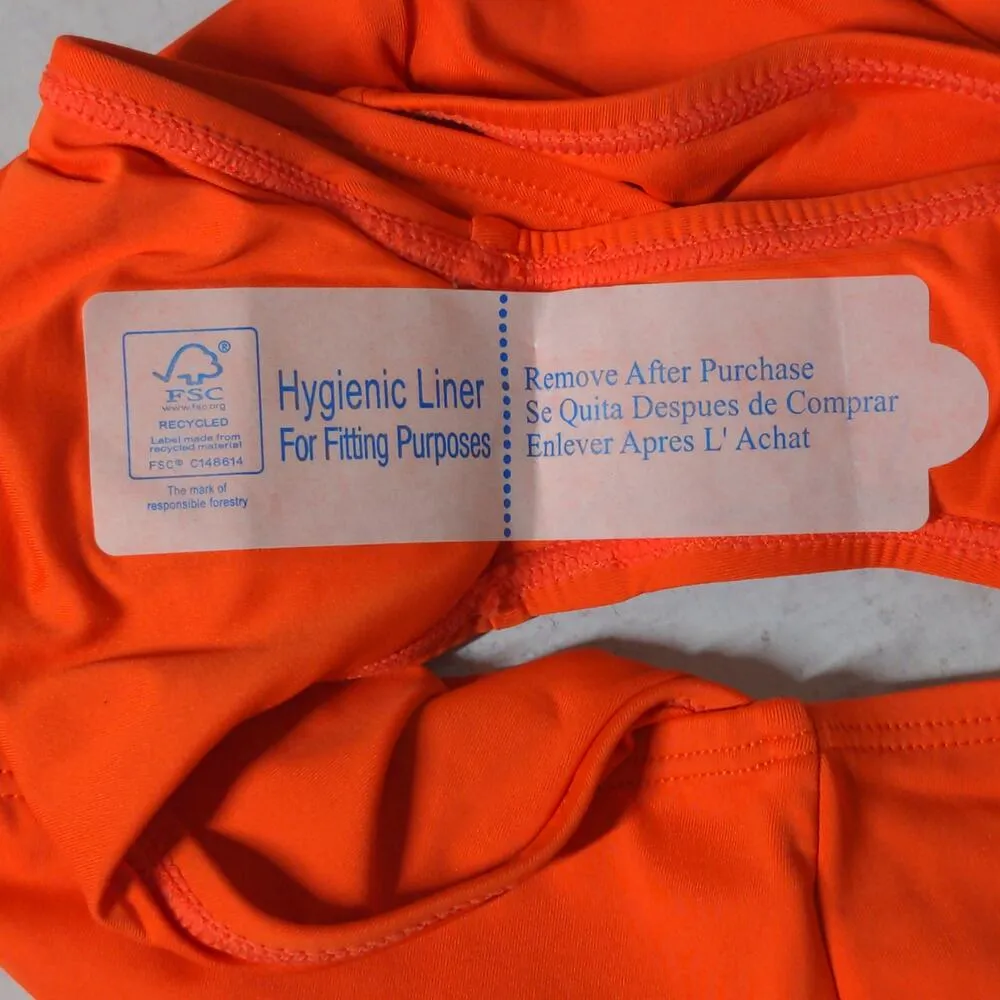 ®
FSC
www.fsc.org
RECYCLED
Label made from
recycled material
FSC® C148614
The mark of
responsible forestry
Hygienic Liner
For Fitting Purposes
Remove After Purchase
Se Quita Despues de Comprar
Enlever Apres L' Achat